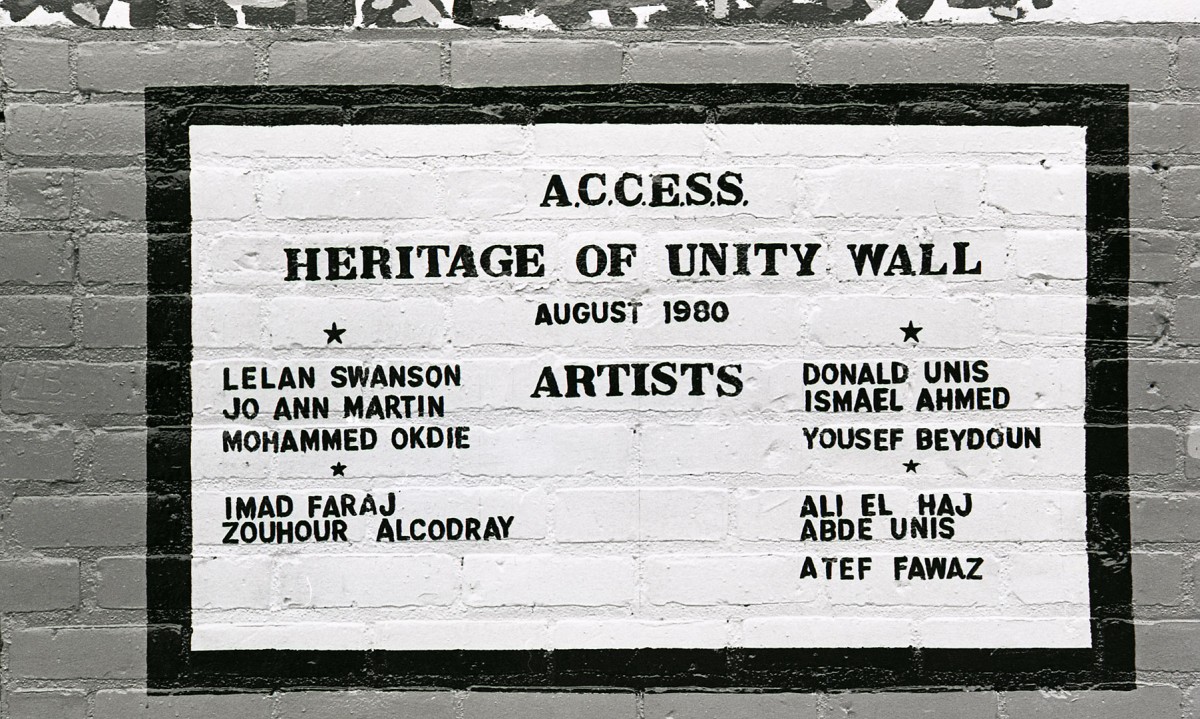 A.C.C.E.S.S.
HERITAGE OF UNITY WALL
AUGUST 1980
ARTISTS
★
LELAN SWANSON
JO ANN MARTIN
MOHAMMED OKDIE
★
IMAD FARAJ
ZOUHOUR ALCODRAY
★
DONALD UNIS
ISMAEL AHMED
YOUSEF BEYDOUN
★
ALI EL HAJ
ABDE UNIS
ATEF FAWAZ